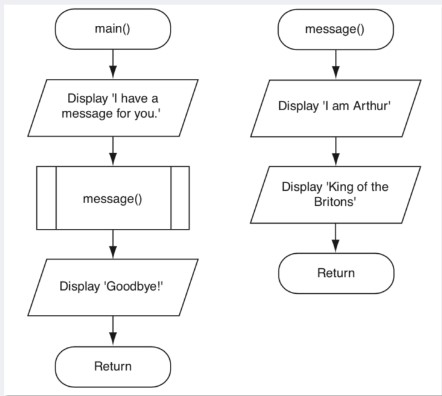 main()
Display 'I have a
message for you.'
message()
Display 'Goodbye!'
Return
message()
Display 'I am Arthur'
Display 'King of the
Britons'
Return